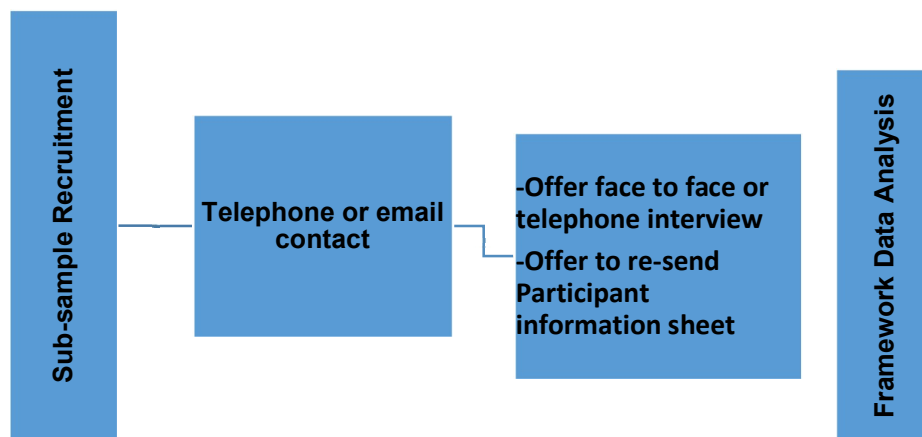 Sub-sample Recruitment
Telephone or email
contact
-Offer face to face or
telephone interview
-Offer to re-send
Participant
information sheet
Framework Data Analysis